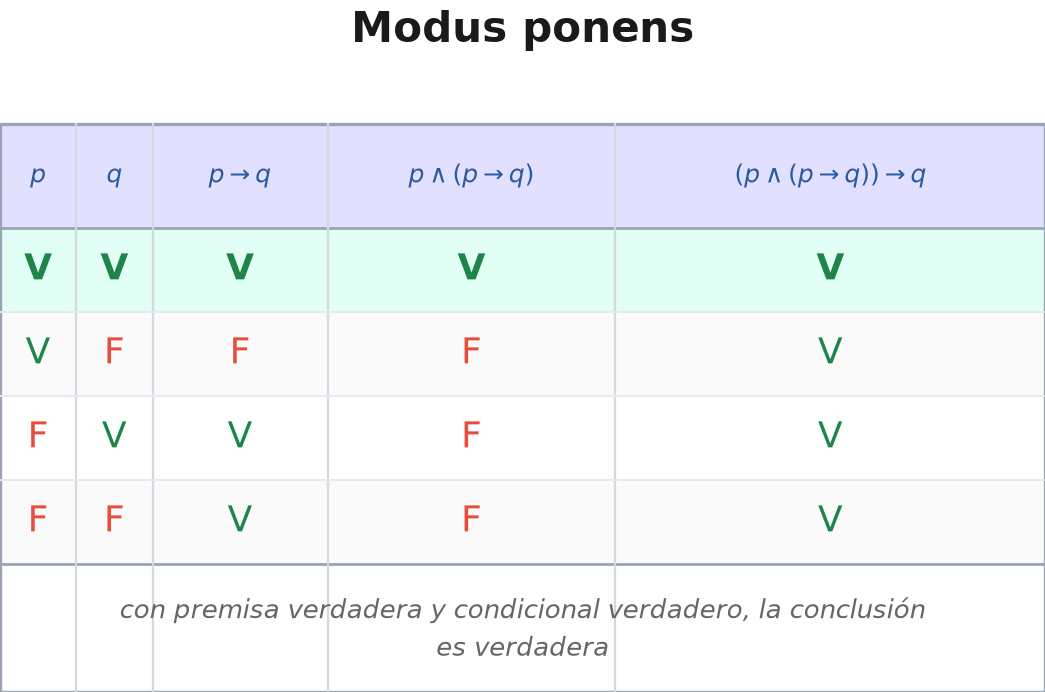 Modus ponens
p q p → q p ∧ (p → q) (p ∧ (p → q)) → q
V V V V V
V F F F V
F V V F V
F F V F V
con premisa verdadera y condicional verdadero, la conclusión
es verdadera